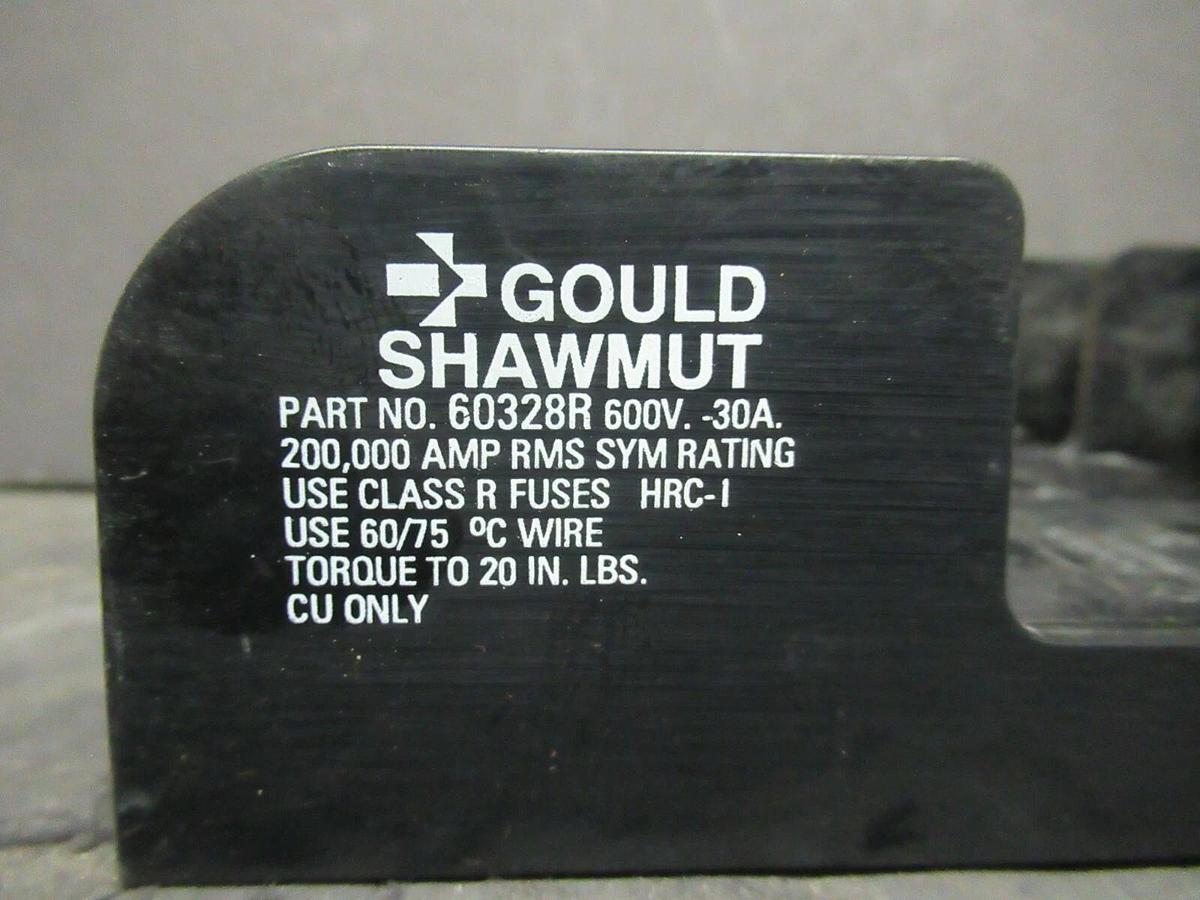 GOULD
SHAWMUT
PART NO. 60328R 600V. -30A.
200,000 AMP RMS SYM RATING
USE CLASS R FUSES HRC-I
USE 60/75 ºC WIRE
TORQUE TO 20 IN. LBS.
CU ONLY